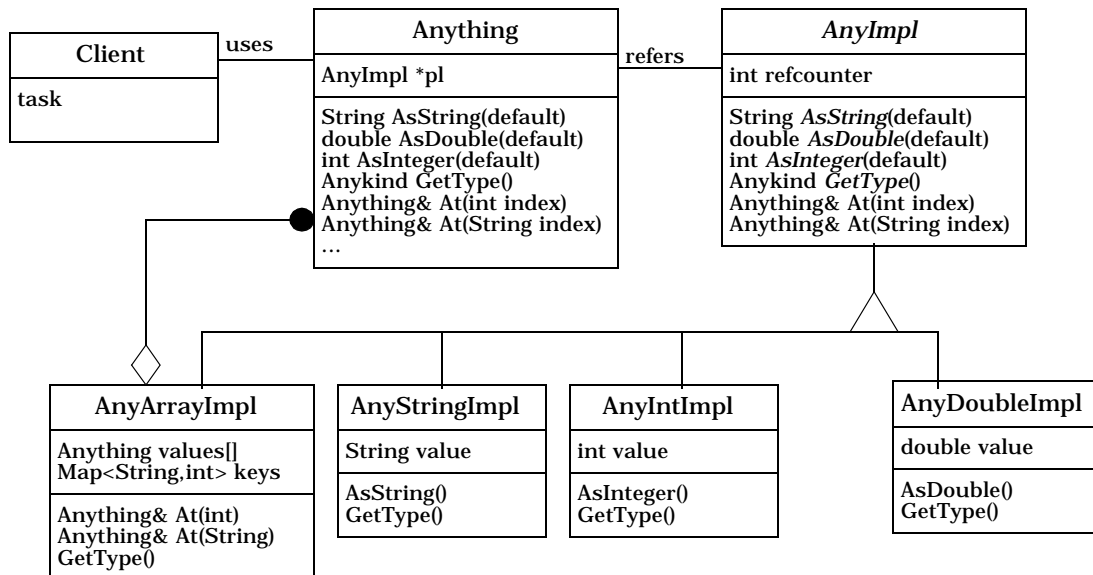 Client
task
uses
Anything
AnyImpl *pl
String AsString(default)
double AsDouble(default)
int AsInteger(default)
Anykind GetType()
Anything& At(int index)
Anything& At(String index)
...
refers
AnyImpl
int refcounter
String AsString(default)
double AsDouble(default)
int AsInteger(default)
Anykind GetType()
Anything& At(int index)
Anything& At(String index)
AnyArrayImpl
Anything values[]
Map<String,int> keys
Anything& At(int)
Anything& At(String)
GetType()
AnyStringImpl
String value
AsString()
GetType()
AnyIntImpl
int value
AsInteger()
GetType()
AnyDoubleImpl
double value
AsDouble()
GetType()